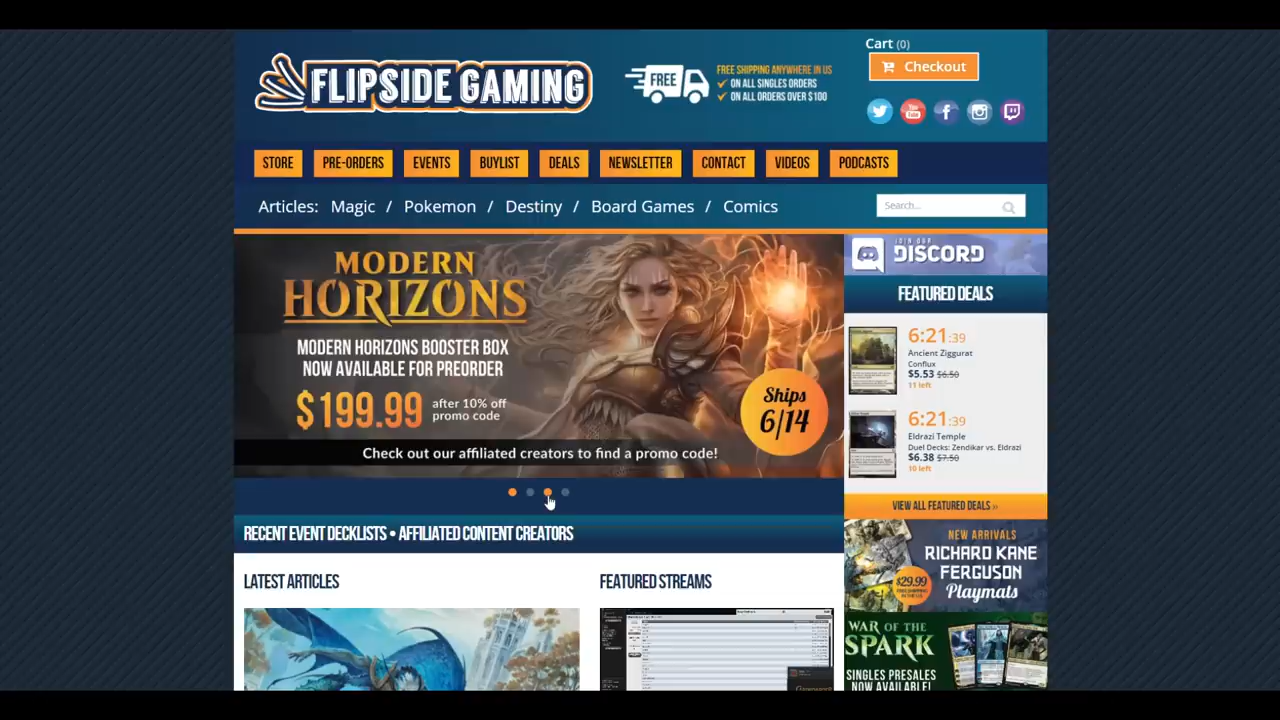 FLIPSIDE GAMING
FREE
FREE SHIPPING ANYWHERE IN US
ON ALL SINGLES ORDERS
ON ALL ORDERS OVER $100
Cart (0)
Checkout
STORE
PRE-ORDERS
EVENTS
BUYLIST
DEALS
NEWSLETTER
CONTACT
VIDEOS
PODCASTS
Articles: Magic / Pokemon / Destiny / Board Games / Comics
Search...
MODERN
HORIZONS
MODERN HORIZONS BOOSTER BOX
NOW AVAILABLE FOR PREORDER
$199.99 after 10% off
promo code
Ships
6/14
Check out our affiliated creators to find a promo code!
JOIN OUR
DISCORD
FEATURED DEALS
6:21:39
Ancient Ziggurat
Conflux
$5.53 $6.50
11 left
6:21:39
Eldrazi Temple
Duel Decks: Zendikar vs. Eldrazi
$6.38 $7.50
10 left
VIEW ALL FEATURED DEALS »
NEW ARRIVALS
RICHARD KANE
FERGUSON
Playmats
$29.99
WAR OF THE
SPARK
SINGLES PRESALES
NOW AVAILABLE!
RECENT EVENT DECKLISTS • AFFILIATED CONTENT CREATORS
LATEST ARTICLES
FEATURED STREAMS